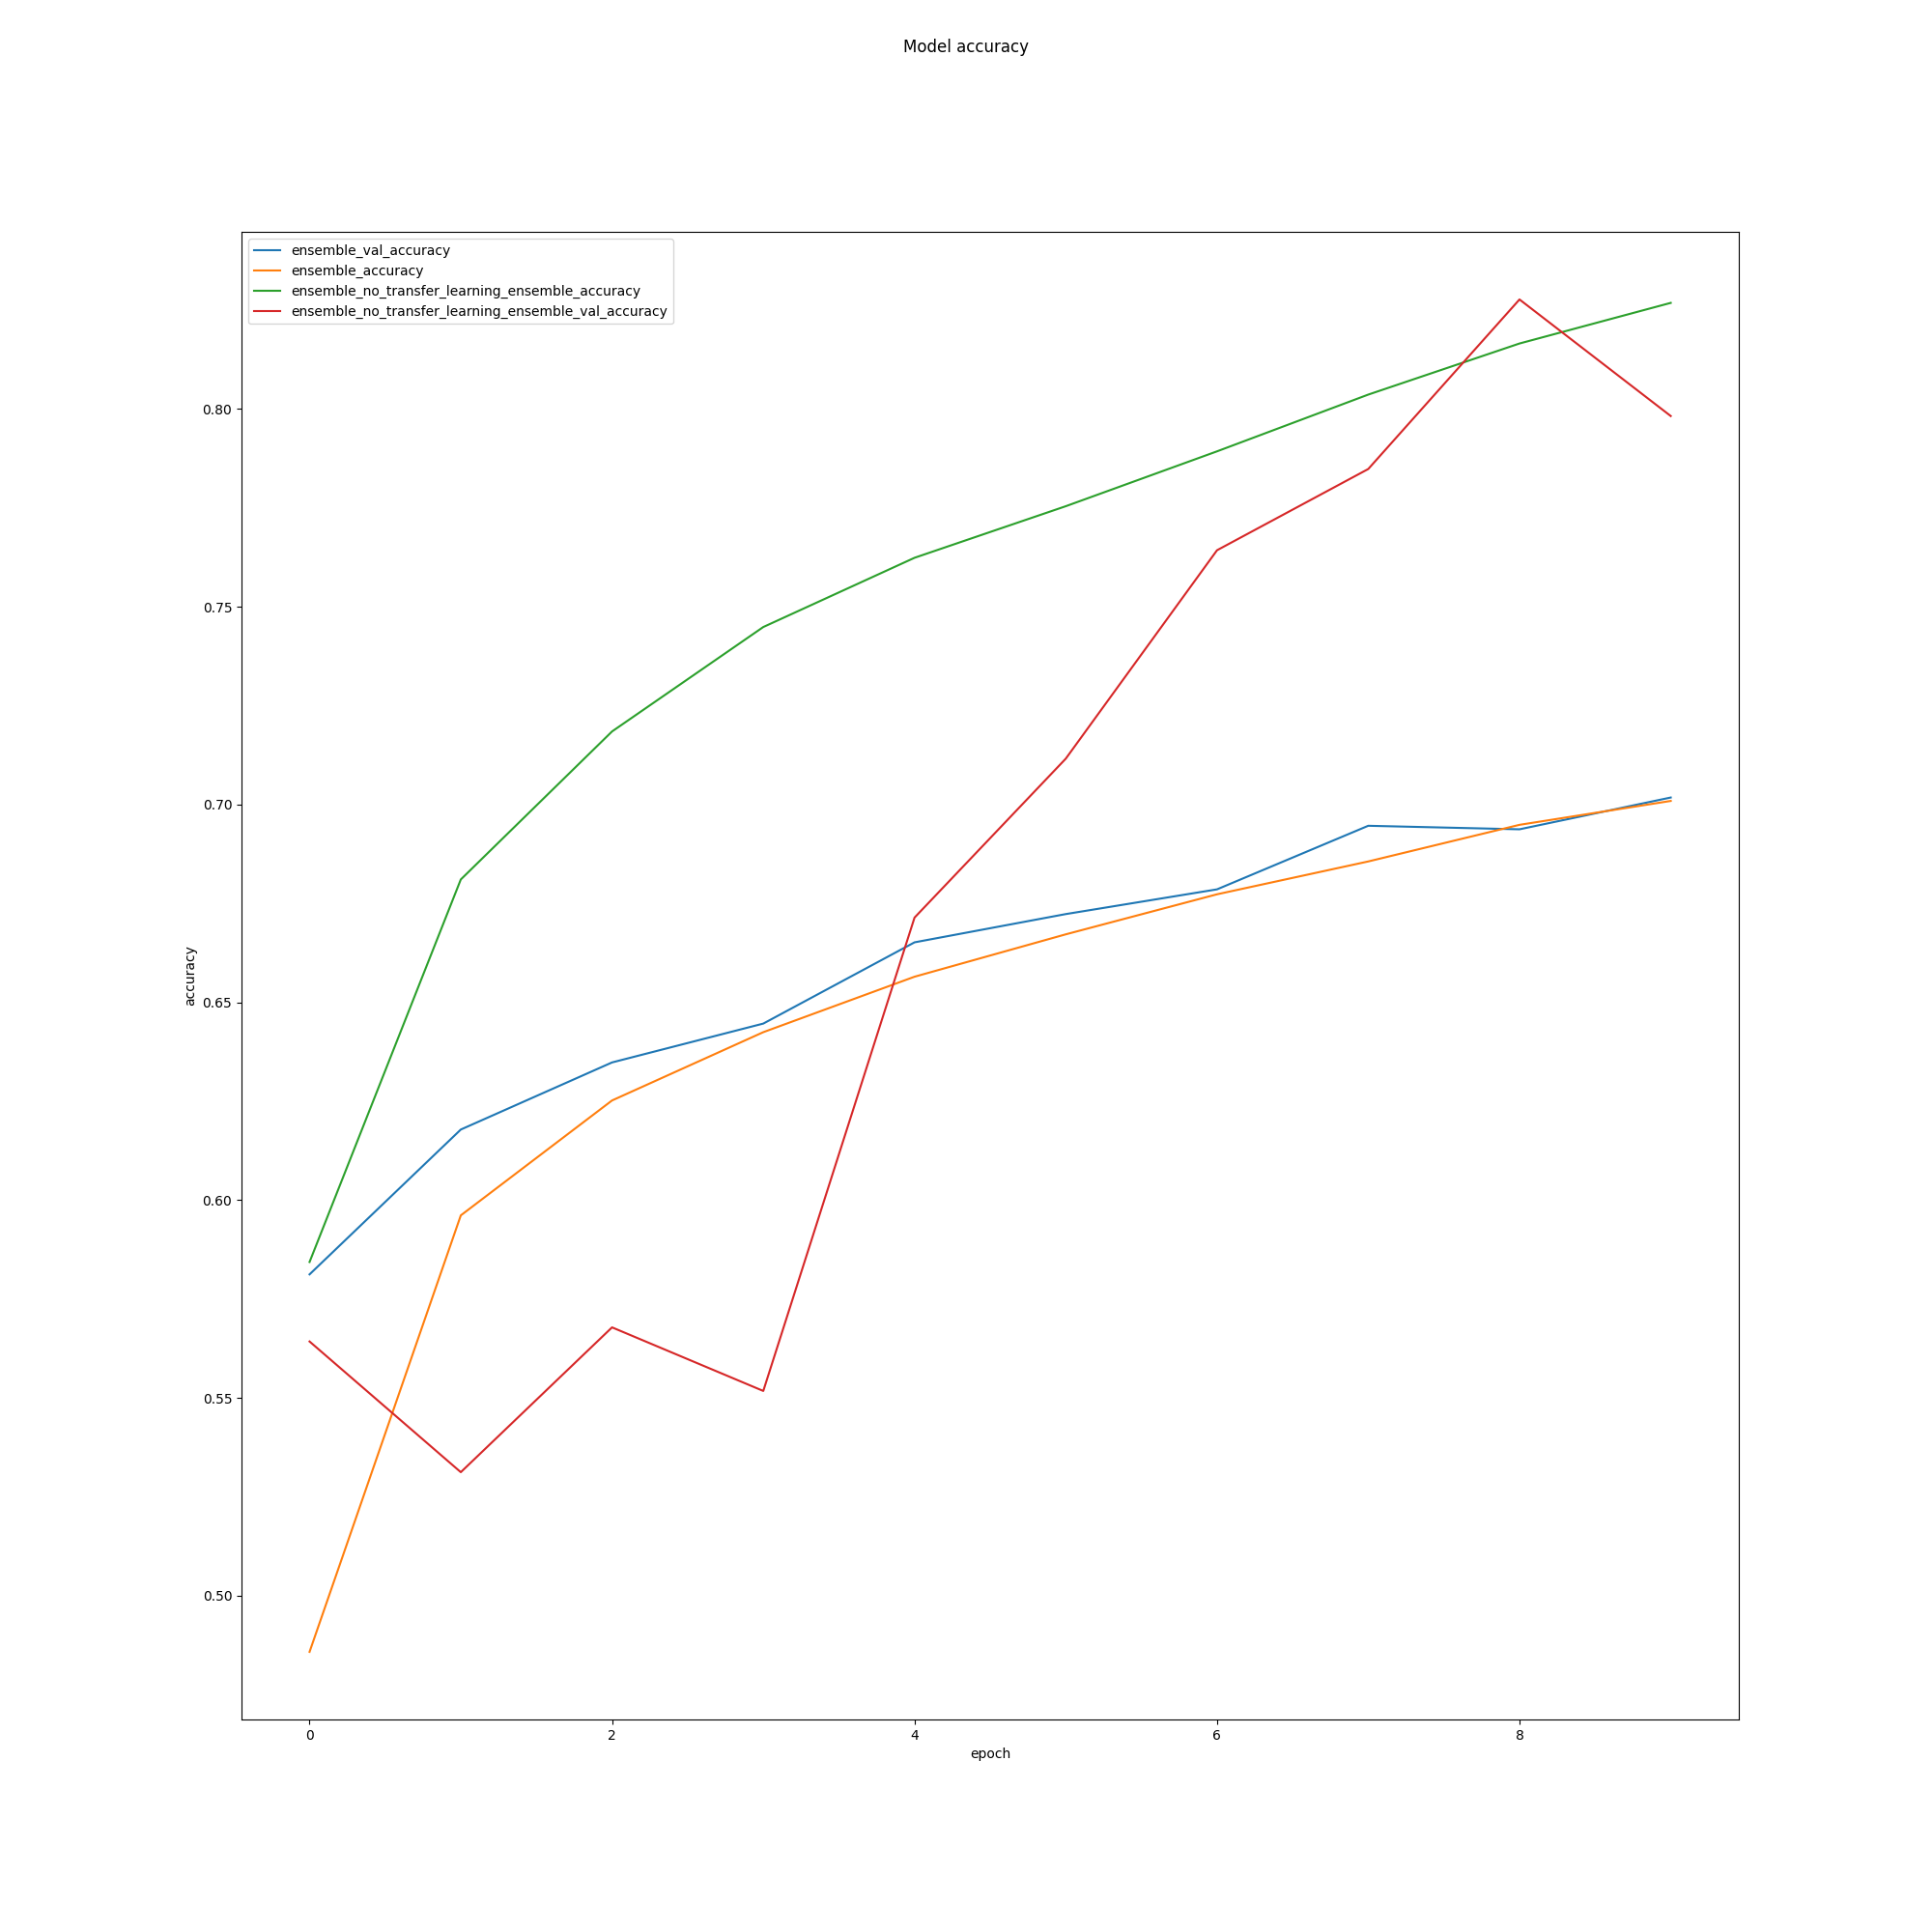 Model accuracy
ensemble_val_accuracy
ensemble_accuracy
ensemble_no_transfer_learning_ensemble_accuracy
ensemble_no_transfer_learning_ensemble_val_accuracy
0.80
0.75
0.70
0.65
0.60
0.55
0.50
accuracy
0 2 4 6 8
epoch